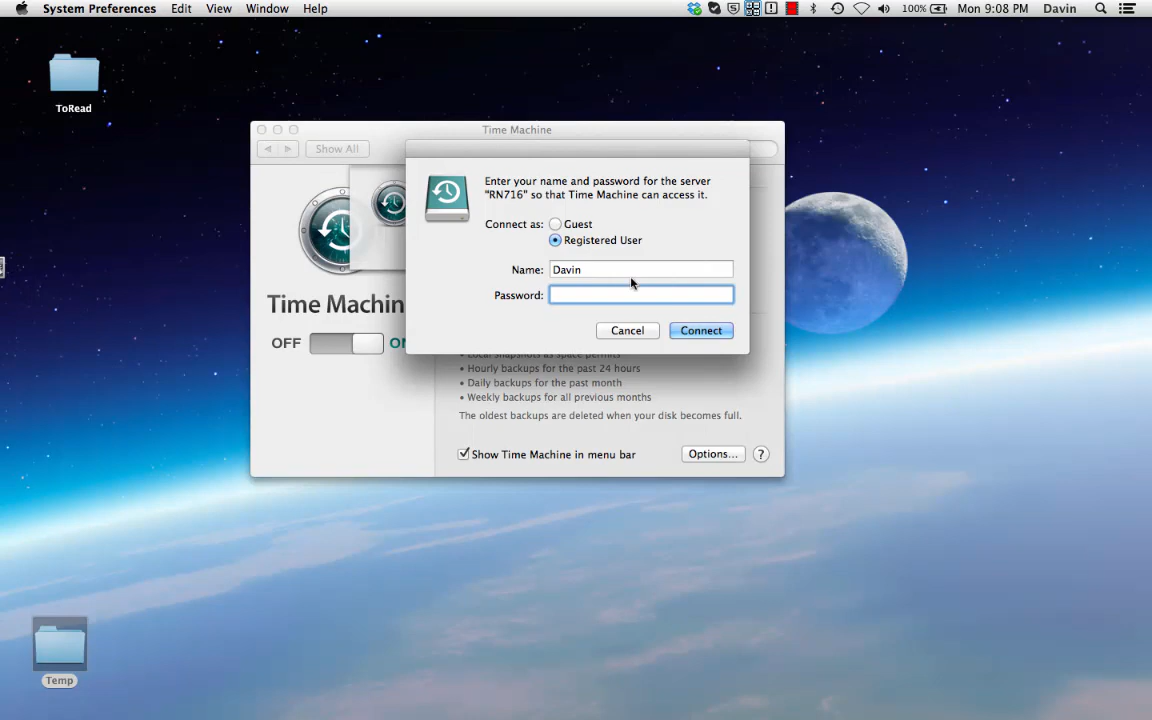 System Preferences Edit View Window Help
100% Mon 9:08 PM Davin
ToRead
Time Machine
Show All
Enter your name and password for the server
"RN716" so that Time Machine can access it.
Connect as: Guest
Registered User
Name: Davin
Password:
Cancel Connect
Time Machin
OFF
• Local snapshots as space permits
• Hourly backups for the past 24 hours
• Daily backups for the past month
• Weekly backups for all previous months
The oldest backups are deleted when your disk becomes full.
Show Time Machine in menu bar Options... ?
Temp